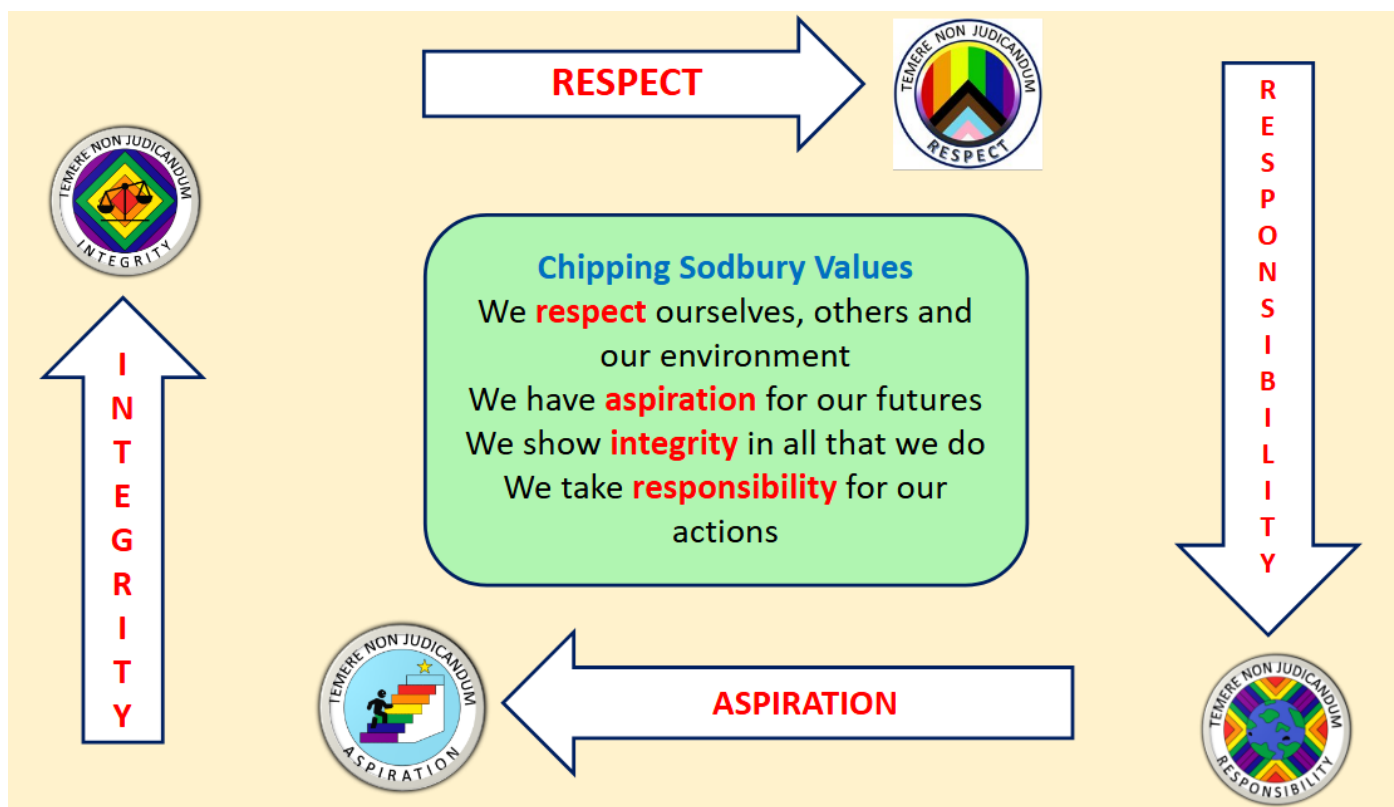 RESPECT
TEMERE NON JUDICANDUM
RESPECT
RESPONSIBILITY
TEMERE NON JUDICANDUM
INTEGRITY
Chipping Sodbury Values
We respect ourselves, others and
our environment
We have aspiration for our futures
We show integrity in all that we do
We take responsibility for our
actions
INTEGRITY
TEMERE NON JUDICANDUM
ASPIRATION
ASPIRATION
TEMERE NON JUDICANDUM
RESPONSIBILITY